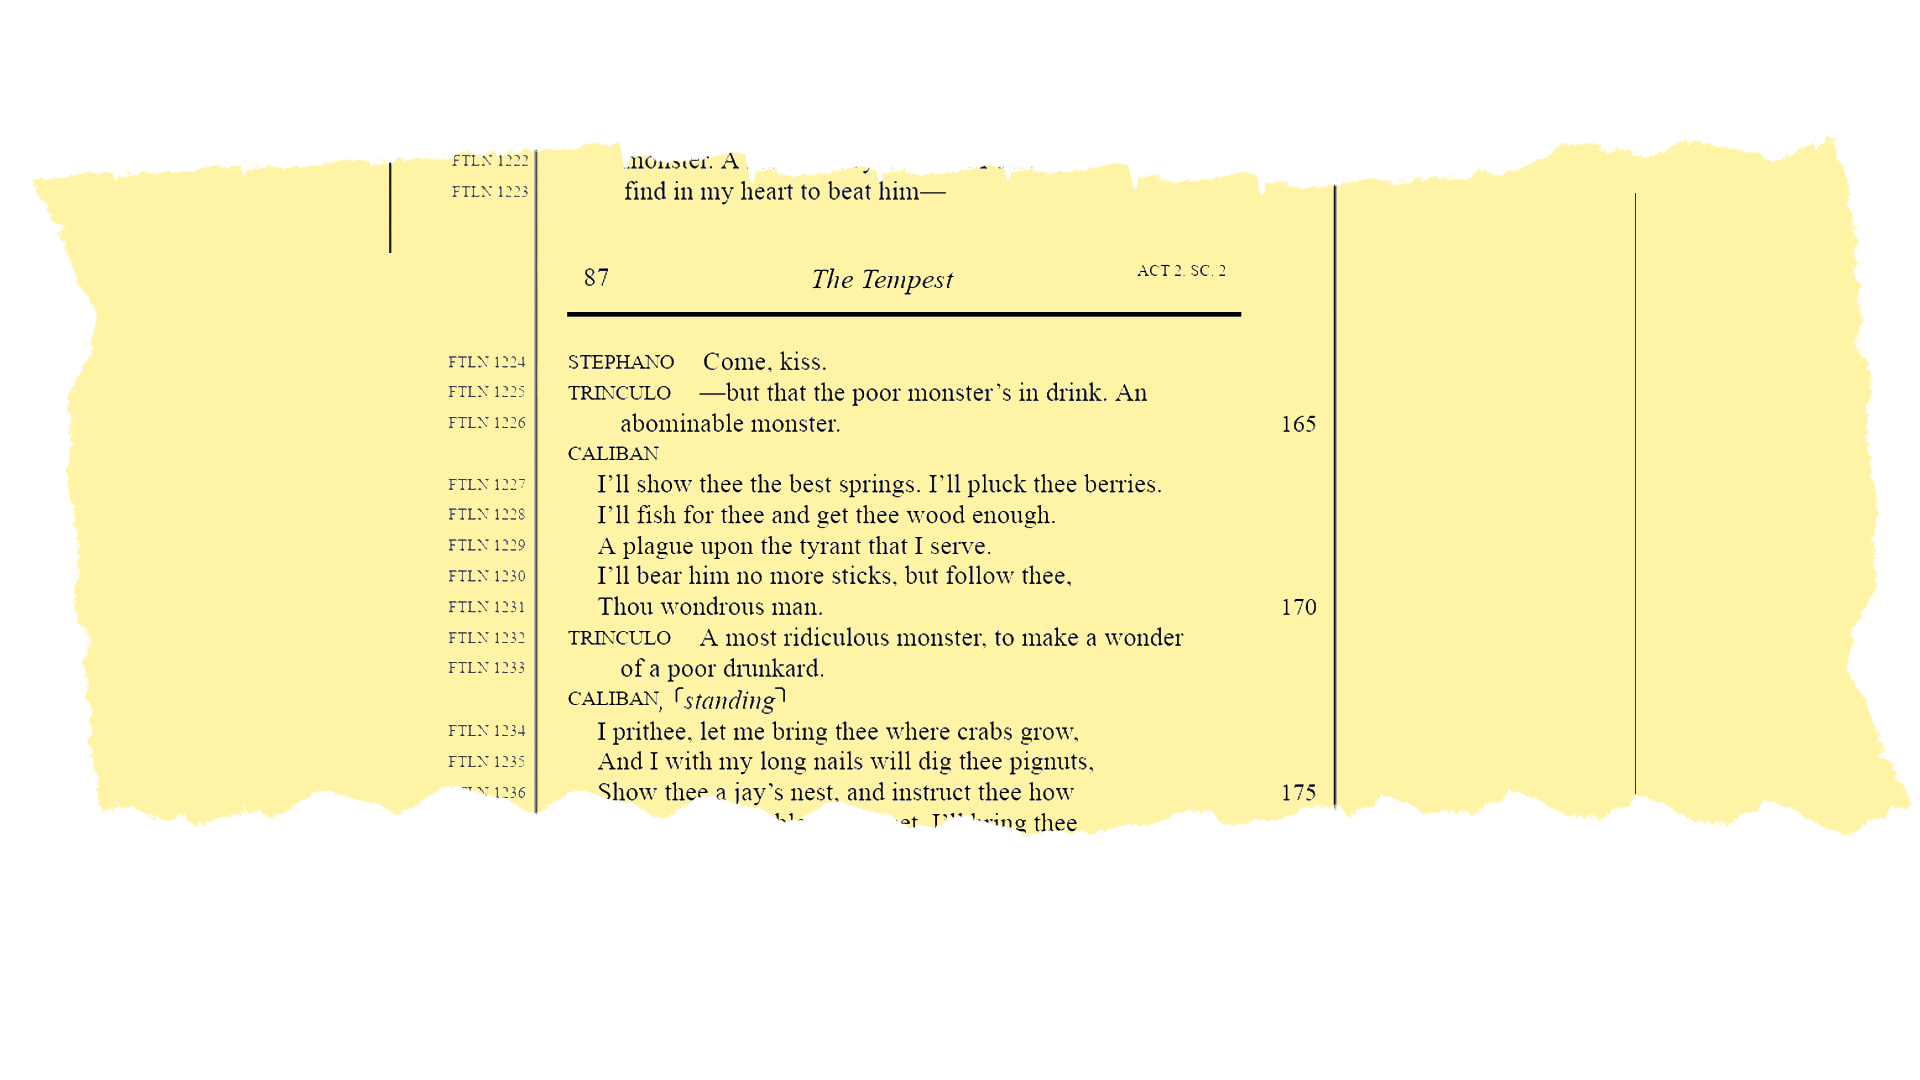 FTLN 1222 monster. A
FTLN 1223 find in my heart to beat him—
87 The Tempest ACT 2. SC. 2
FTLN 1224 STEPHANO Come, kiss.
FTLN 1225 TRINCULO —but that the poor monster’s in drink. An
FTLN 1226 abominable monster. 165
CALIBAN
FTLN 1227 I’ll show thee the best springs. I’ll pluck thee berries.
FTLN 1228 I’ll fish for thee and get thee wood enough.
FTLN 1229 A plague upon the tyrant that I serve.
FTLN 1230 I’ll bear him no more sticks, but follow thee,
FTLN 1231 Thou wondrous man. 170
FTLN 1232 TRINCULO A most ridiculous monster, to make a wonder
FTLN 1233 of a poor drunkard.
CALIBAN, ⌜standing⌝
FTLN 1234 I prithee, let me bring thee where crabs grow,
FTLN 1235 And I with my long nails will dig thee pignuts,
FTLN 1236 Show thee a jay’s nest, and instruct thee how 175
I’ll bring thee